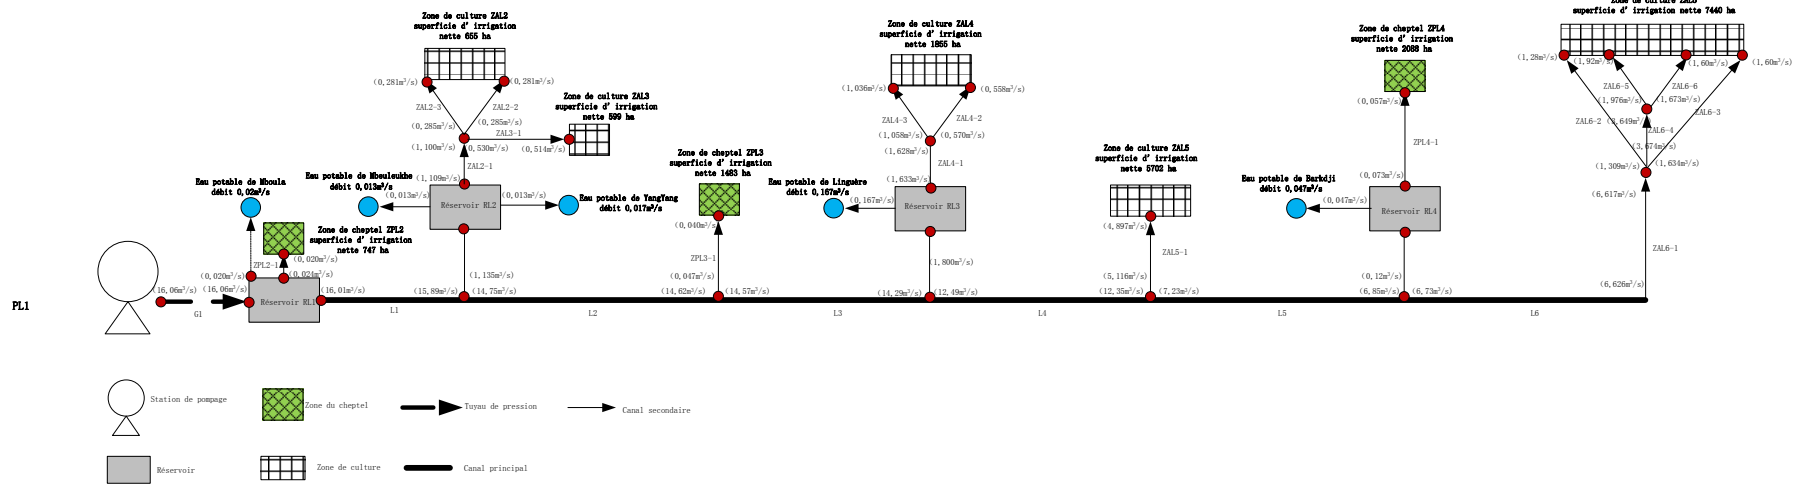 Zone de culture ZAL2
superficie d' irrigation
nette 655 ha
(0,281m³/s)
(0,281m³/s)
ZAL2-3
ZAL2-2
(0,285m³/s)
(0,285m³/s)
ZAL3-1
Zone de culture ZAL3
superficie d' irrigation
nette 599 ha
(0,514m³/s)
(1,100m³/s)
(0,530m³/s)
ZAL2-1
(1,109m³/s)
Réservoir RL2
Eau potable de Mbeuleukhe
débit 0,013m³/s
(0,013m³/s)
(0,013m³/s)
Eau potable de YangYang
débit 0,017m³/s
(1,135m³/s)
(15,89m³/s)
(14,75m³/s)
Eau potable de Mboula
débit 0,02m³/s
Zone de cheptel ZPL2
superficie d' irrigation
nette 747 ha
ZPL2-1
(0,020m³/s)
(0,020m³/s)
(0,024m³/s)
PL1
(16,06m³/s)
(16,06m³/s)
G1
Réservoir RL1
(16,01m³/s)
L1
L2
Zone de cheptel ZPL3
superficie d' irrigation
nette 1483 ha
(0,040m³/s)
ZPL3-1
(0,047m³/s)
(14,62m³/s)
(14,57m³/s)
L3
Zone de culture ZAL4
superficie d' irrigation
nette 1855 ha
(1,036m³/s)
(0,558m³/s)
ZAL4-3
ZAL4-2
(1,058m³/s)
(0,570m³/s)
(1,628m³/s)
ZAL4-1
(1,633m³/s)
Eau potable de Linguère
débit 0,167m³/s
(0,167m³/s)
Réservoir RL3
(1,800m³/s)
(14,29m³/s)
(12,49m³/s)
L4
Zone de culture ZAL5
superficie d' irrigation
nette 5702 ha
(4,897m³/s)
ZAL5-1
(5,116m³/s)
(12,35m³/s)
(7,23m³/s)
L5
Zone de cheptel ZPL4
superficie d' irrigation
nette 2088 ha
(0,057m³/s)
ZPL4-1
(0,073m³/s)
Eau potable de Barkdji
débit 0,047m³/s
(0,047m³/s)
Réservoir RL4
(0,12m³/s)
(6,85m³/s)
(6,73m³/s)
L6
superficie d' irrigation nette 7440 ha
(1,28m³/s)
(1,92m³/s)
(1,60m³/s)
(1,60m³/s)
ZAL6-5
ZAL6-6
(1,976m³/s)
(1,673m³/s)
ZAL6-2
(3,649m³/s)
ZAL6-3
ZAL6-4
(3,674m³/s)
(1,309m³/s)
(1,634m³/s)
(6,617m³/s)
ZAL6-1
(6,626m³/s)
Station de pompage
Zone du cheptel
Tuyau de pression
Canal secondaire
Réservoir
Zone de culture
Canal principal